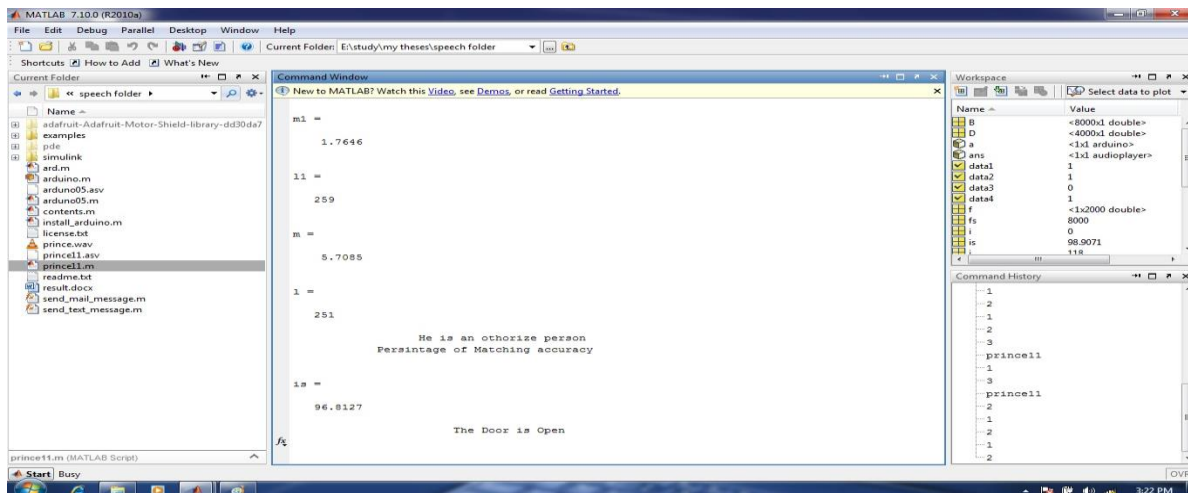 MATLAB 7.10.0 (R2010a)
File Edit Debug Parallel Desktop Window Help
Current Folder: E:\study\my theses\speech folder
Shortcuts How to Add What's New
Current Folder
« speech folder
Name
adafruit-Adafruit-Motor-Shield-library-dd30da7
examples
pde
simulink
ard.m
arduino.m
arduno05.asv
arduno05.m
contents.m
install_arduino.m
license.txt
prince.wav
prince11.asv
prince11.m
readme.txt
result.docx
send_mail_message.m
send_text_message.m
prince11.m (MATLAB Script)
Command Window
New to MATLAB? Watch this Video, see Demos, or read Getting Started.
m1 =
1.7646
l1 =
259
m =
5.7085
l =
251
He is an othorize person
Persintage of Matching accuracy
is =
96.8127
The Door is Open
fx
Workspace
Select data to plot
Name Value
B <8000x1 double>
D <4000x1 double>
a <1x1 arduino>
ans <1x1 audioplayer>
data1 1
data2 1
data3 0
data4 1
f <1x2000 double>
fs 8000
i 0
is 98.9071
118
Command History
1
2
1
2
3
prince11
1
3
prince11
2
1
2
1
2
Start Busy
OVR
3:22 PM